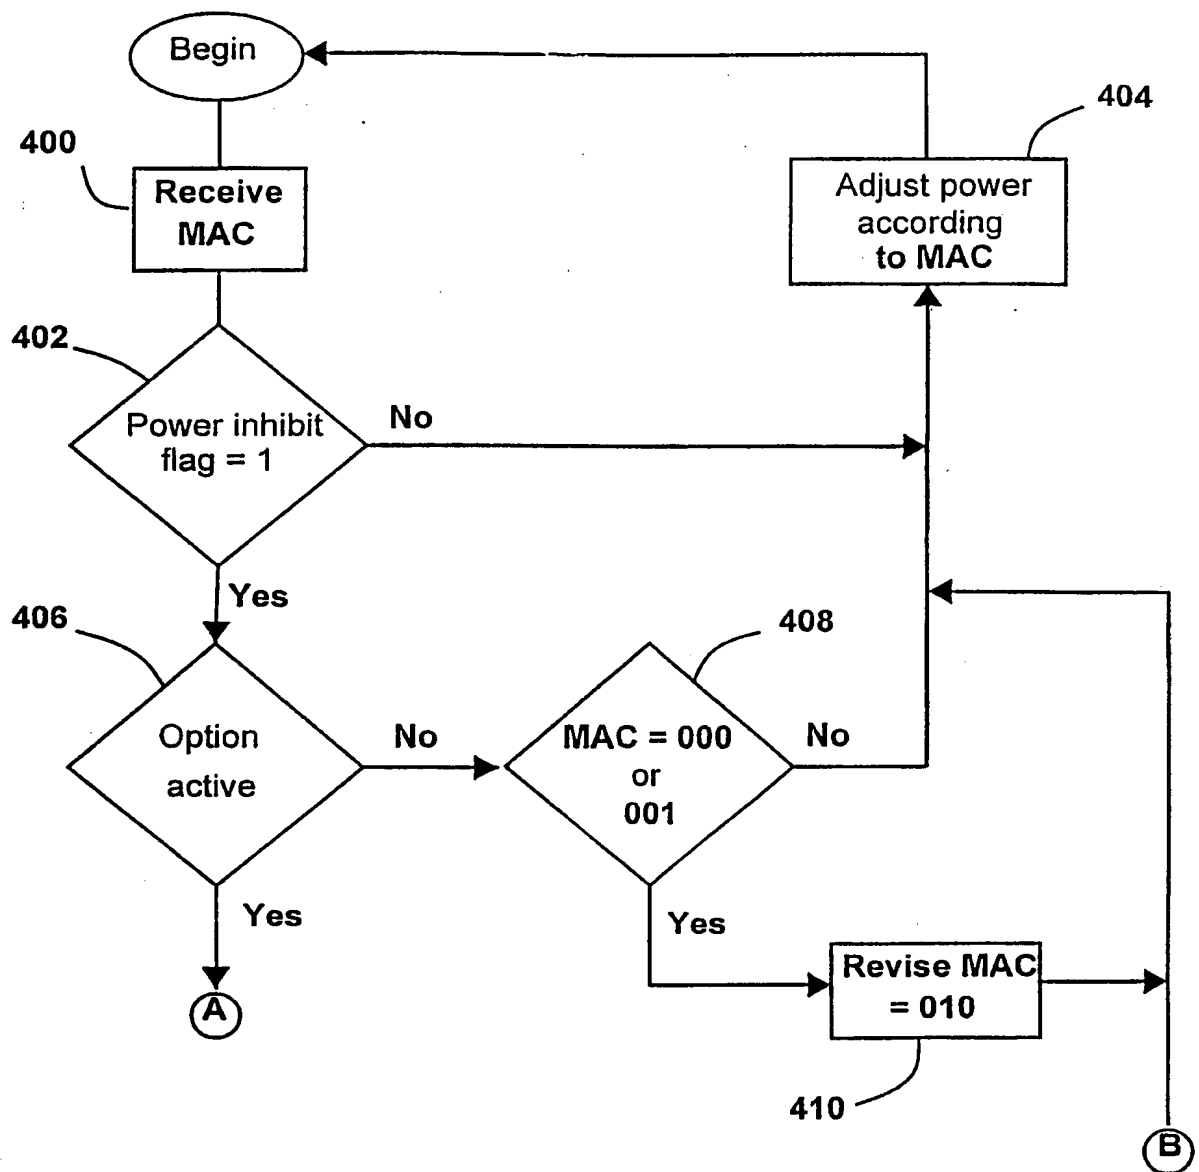 Begin
404
400
Receive
MAC
Adjust power
according
to MAC
402
Power inhibit
flag = 1
No
Yes
406
408
Option
active
No
MAC = 000
or
001
No
Yes
Yes
A
Revise MAC
= 010
410
B